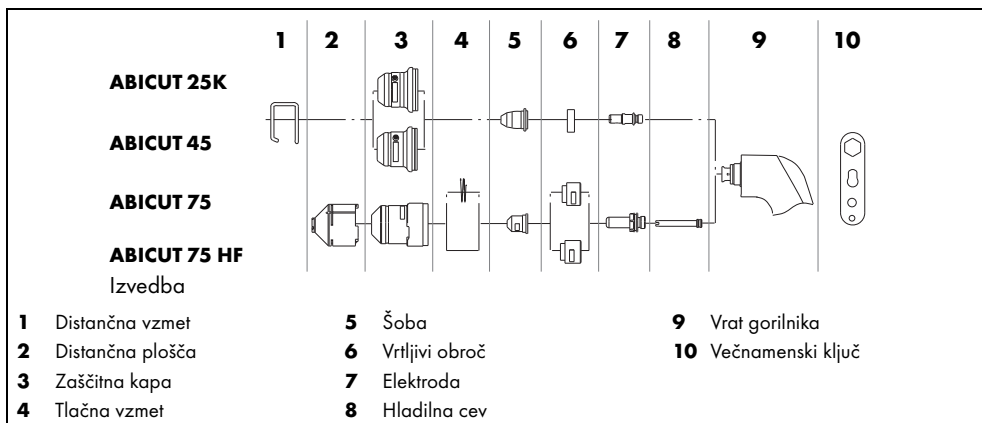 1 2 3 4 5 6 7 8 9 10
ABICUT 25K
ABICUT 45
ABICUT 75
ABICUT 75 HF
Izvedba
1 Distančna vzmet
2 Distančna plošča
3 Zaščitna kapa
4 Tlačna vzmet
5 Šoba
6 Vrtljivi obroč
7 Elektroda
8 Hladilna cev
9 Vrat gorilnika
10 Večnamenski ključ